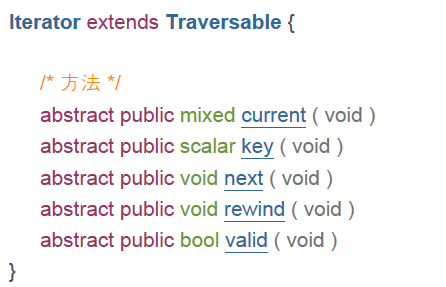 Iterator extends Traversable {
/* 方法 */
abstract public mixed current ( void )
abstract public scalar key ( void )
abstract public void next ( void )
abstract public void rewind ( void )
abstract public bool valid ( void )
}